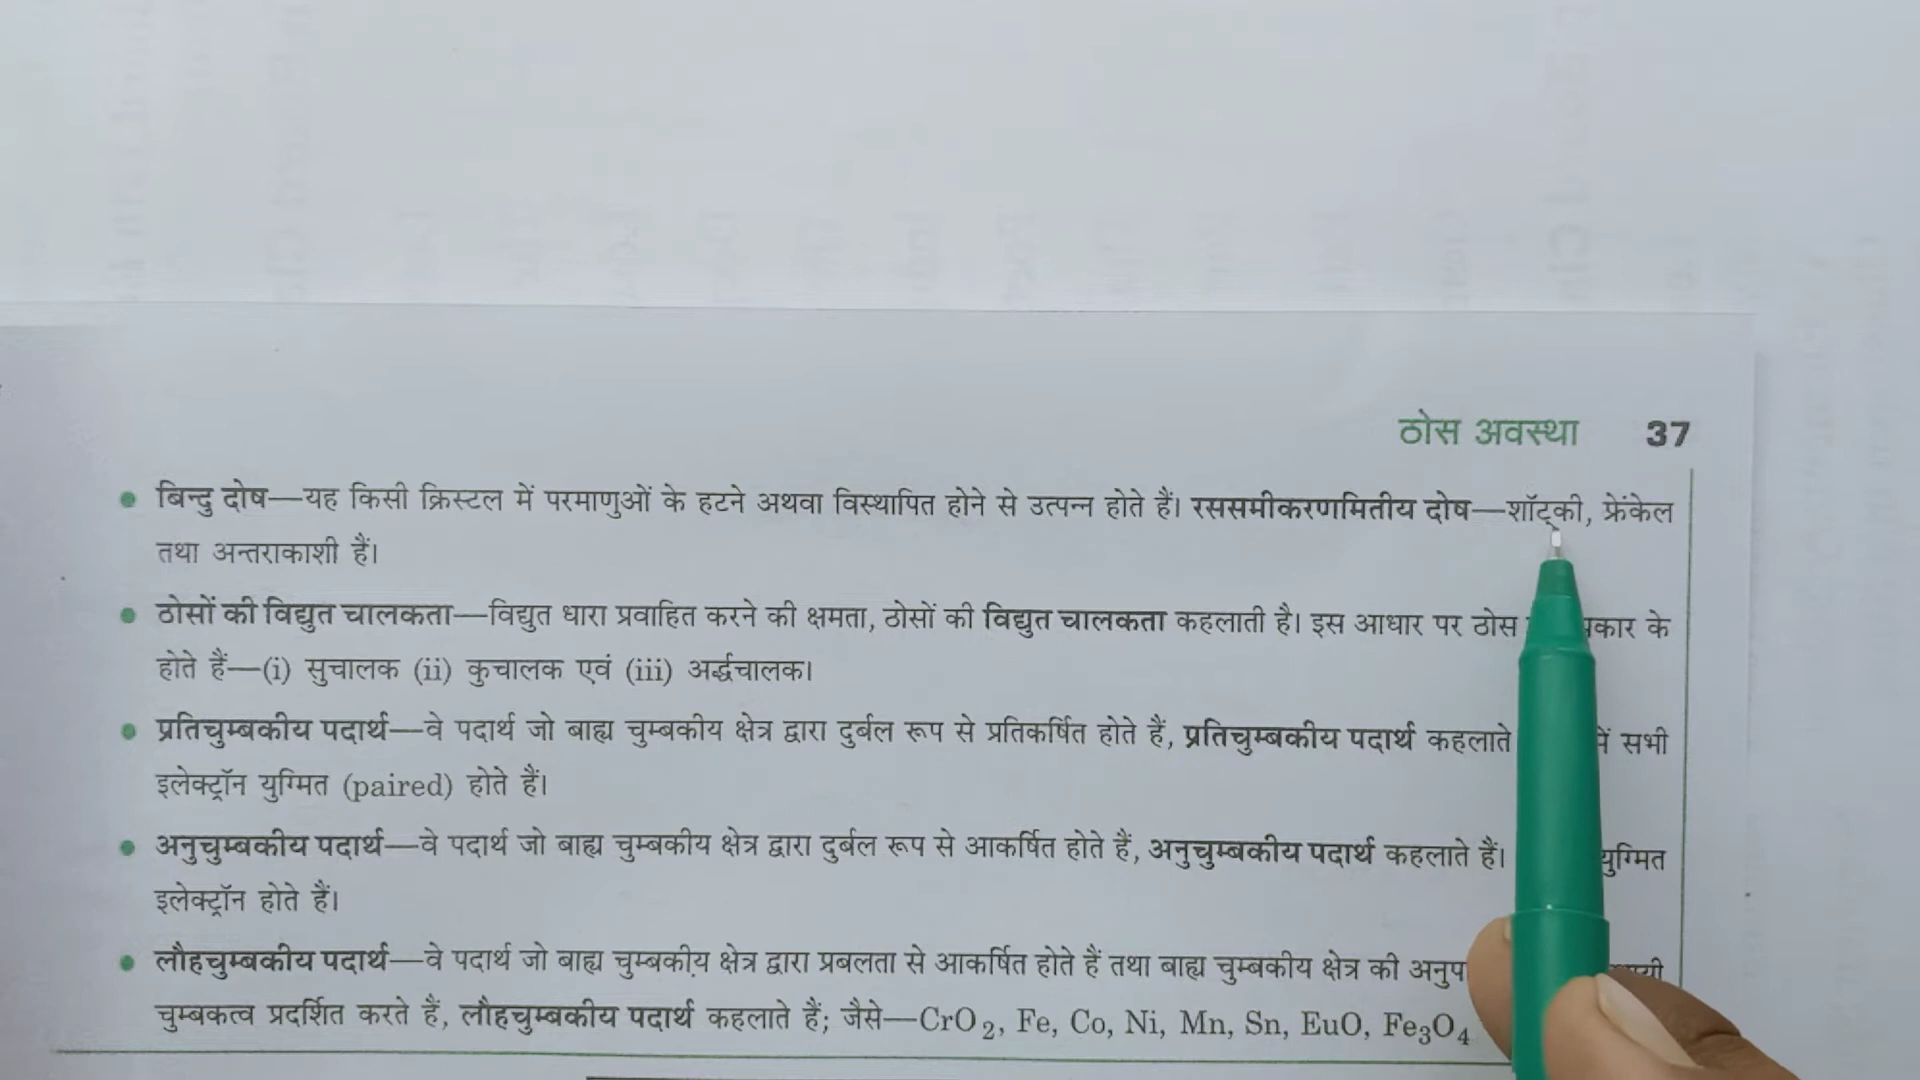 ठोस अवस्था 37
• बिन्दु दोष—यह किसी क्रिस्टल में परमाणुओं के हटने अथवा विस्थापित होने से उत्पन्न होते हैं। रससमीकरणमितीय दोष—शॉट्की, फ्रेंकेल
तथा अन्तराकाशी हैं।
• ठोसों की विद्युत चालकता—विद्युत धारा प्रवाहित करने की क्षमता, ठोसों की विद्युत चालकता कहलाती है। इस आधार पर ठोस के
होते हैं—(i) सुचालक (ii) कुचालक एवं (iii) अर्द्धचालक।
• प्रतिचुम्बकीय पदार्थ—वे पदार्थ जो बाह्य चुम्बकीय क्षेत्र द्वारा दुर्बल रूप से प्रतिकर्षित होते हैं, प्रतिचुम्बकीय पदार्थ कहलाते सभी
इलेक्ट्रॉन युग्मित (paired) होते हैं।
• अनुचुम्बकीय पदार्थ—वे पदार्थ जो बाह्य चुम्बकीय क्षेत्र द्वारा दुर्बल रूप से आकर्षित होते हैं, अनुचुम्बकीय पदार्थ कहलाते हैं। युग्मित
इलेक्ट्रॉन होते हैं।
• लौहचुम्बकीय पदार्थ—वे पदार्थ जो बाह्य चुम्बकीय क्षेत्र द्वारा प्रबलता से आकर्षित होते हैं तथा बाह्य चुम्बकीय क्षेत्र की
चुम्बकत्व प्रदर्शित करते हैं, लौहचुम्बकीय पदार्थ कहलाते हैं; जैसे—CrO₂, Fe, Co, Ni, Mn, Sn, EuO, Fe₃O₄